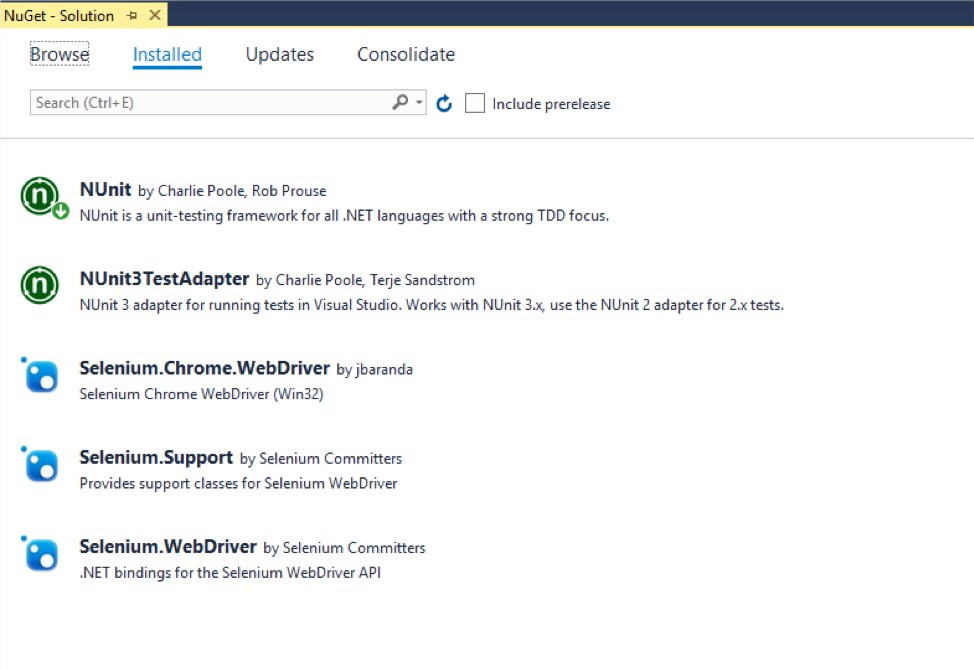 NuGet - Solution
Browse Installed Updates Consolidate
Search (Ctrl+E) Include prerelease
NUnit by Charlie Poole, Rob Prouse
NUnit is a unit-testing framework for all .NET languages with a strong TDD focus.
NUnit3TestAdapter by Charlie Poole, Terje Sandstrom
NUnit 3 adapter for running tests in Visual Studio. Works with NUnit 3.x, use the NUnit 2 adapter for 2.x tests.
Selenium.Chrome.WebDriver by jbaranda
Selenium Chrome WebDriver (Win32)
Selenium.Support by Selenium Committers
Provides support classes for Selenium WebDriver
Selenium.WebDriver by Selenium Committers
.NET bindings for the Selenium WebDriver API